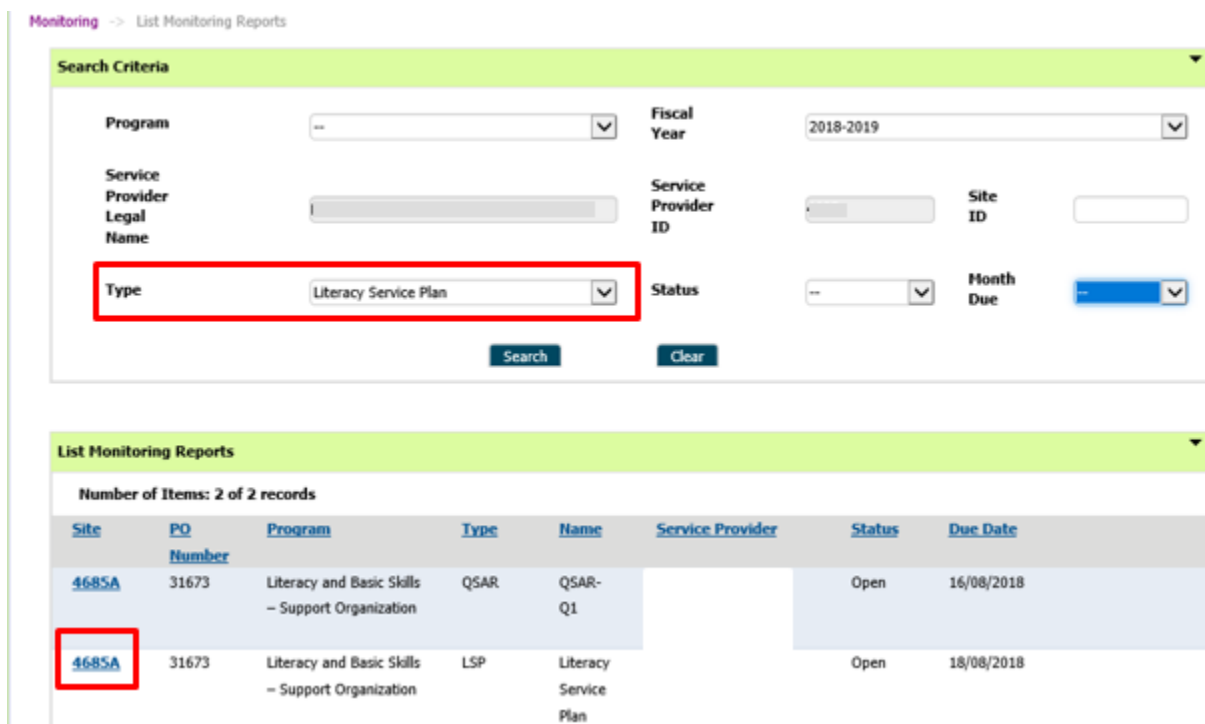 Monitoring -> List Monitoring Reports
Search Criteria
Program
--
Fiscal
Year
2018-2019
Service
Provider
Legal
Name
Service
Provider
ID
Site
ID
Type
Literacy Service Plan
Status
--
Month
Due
--
Search
Clear
List Monitoring Reports
Number of Items: 2 of 2 records
Site PO Number Program Type Name Service Provider Status Due Date
4685A 31673 Literacy and Basic Skills QSAR QSAR- Open 16/08/2018
– Support Organization Q1
4685A 31673 Literacy and Basic Skills LSP Literacy Open 18/08/2018
– Support Organization Service
Plan